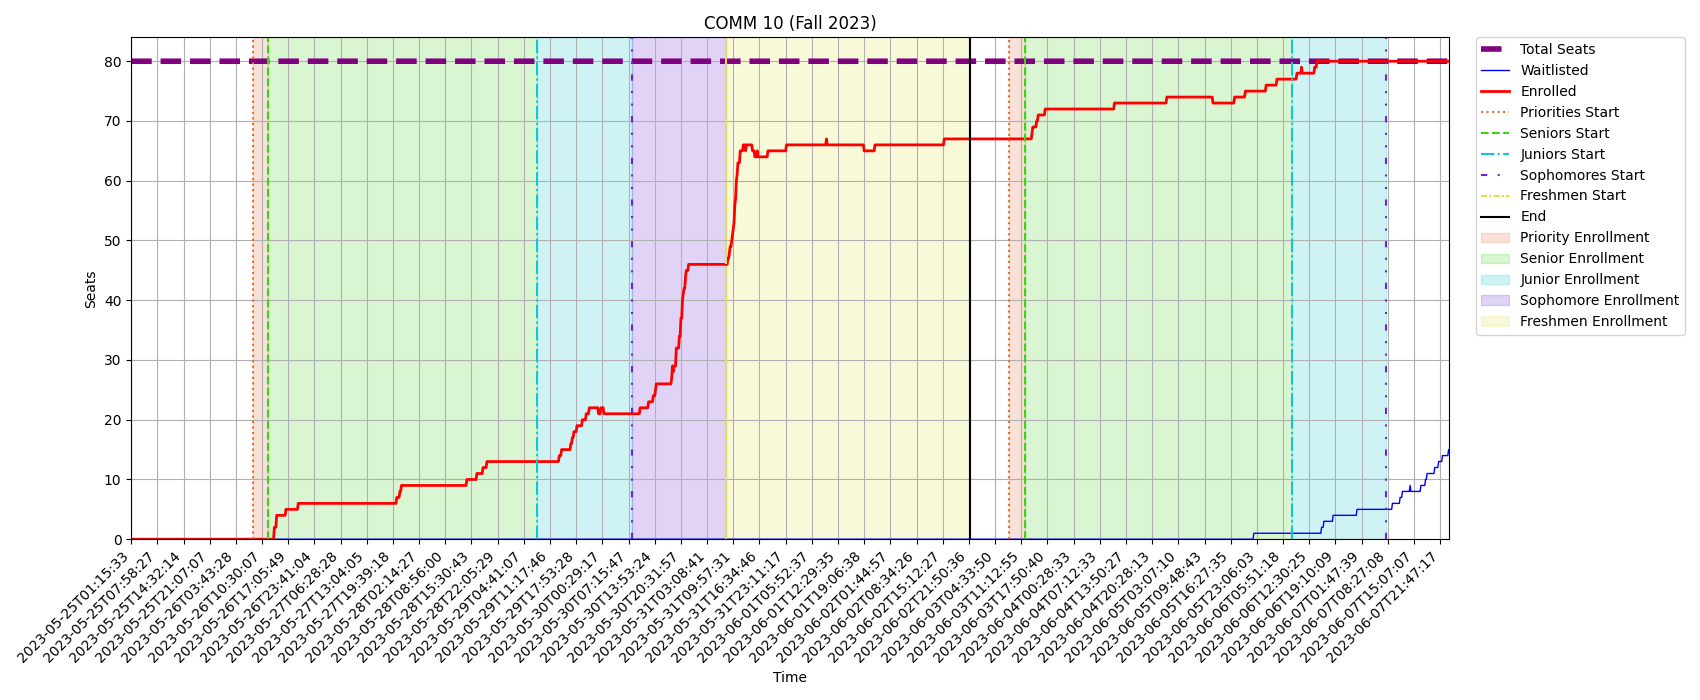 COMM 10 (Fall 2023)
Seats
80
70
60
50
40
30
20
10
0
2023-05-25T01:15:33
2023-05-25T07:58:27
2023-05-25T14:32:14
2023-05-25T21:07:07
2023-05-26T03:43:28
2023-05-26T10:30:07
2023-05-26T17:05:49
2023-05-26T23:41:04
2023-05-27T06:28:28
2023-05-27T13:04:05
2023-05-27T19:39:18
2023-05-28T02:14:27
2023-05-28T08:56:00
2023-05-28T15:30:43
2023-05-28T22:05:29
2023-05-29T04:41:07
2023-05-29T11:17:46
2023-05-29T17:53:28
2023-05-30T00:29:17
2023-05-30T07:15:47
2023-05-30T13:53:24
2023-05-30T20:31:57
2023-05-31T03:08:41
2023-05-31T09:57:31
2023-05-31T16:34:46
2023-05-31T23:11:17
2023-06-01T05:52:37
2023-06-01T12:29:35
2023-06-01T19:06:38
2023-06-02T01:44:57
2023-06-02T08:34:26
2023-06-02T15:12:27
2023-06-02T21:50:36
2023-06-03T04:33:50
2023-06-03T11:12:55
2023-06-03T17:50:40
2023-06-04T00:28:33
2023-06-04T07:12:33
2023-06-04T13:50:27
2023-06-04T20:28:13
2023-06-05T03:07:10
2023-06-05T09:48:43
2023-06-05T16:27:35
2023-06-05T23:06:03
2023-06-06T05:51:18
2023-06-06T12:30:25
2023-06-06T19:10:09
2023-06-07T01:47:39
2023-06-07T08:27:08
2023-06-07T15:07:07
2023-06-07T21:47:17
Time
Total Seats
Waitlisted
Enrolled
Priorities Start
Seniors Start
Juniors Start
Sophomores Start
Freshmen Start
End
Priority Enrollment
Senior Enrollment
Junior Enrollment
Sophomore Enrollment
Freshmen Enrollment